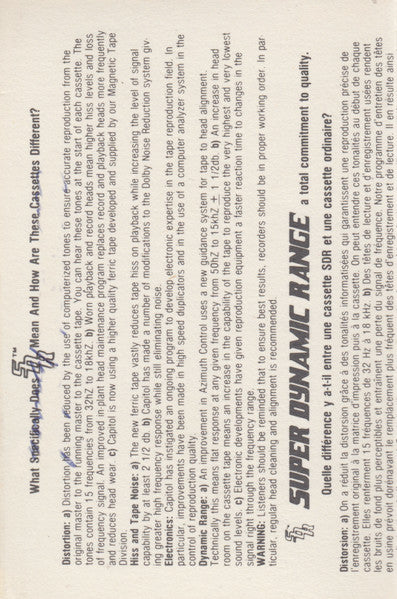 What Specifically Does SDR™ Mean And How Are These Cassettes Different?
Distortion: a) Distortion has been reduced by the use of computerized tones to ensure accurate reproduction from the
original master to the running master to the cassette tape. You can hear these tones at the start of each cassette. The
tones contain 15 frequencies from 32hZ to 18khZ. b) Worn playback and record heads mean higher hiss levels and loss
of frequency signal. An improved in-plant head maintenance program replaces record and playback heads more frequently
and reduces head wear. c) Capitol is now using a higher quality ferric tape developed and supplied by our Magnetic Tape
Division.
Hiss and Tape Noise: a) The new ferric tape vastly reduces tape hiss on playback, while increasing the level of signal
capability by at least 2 1/2 db. b) Capitol has made a number of modifications to the Dolby Noise Reduction system giv-
ing greater high frequency response while still eliminating noise.
Electronics: Capitol has instigated an ongoing program to develop electronic expertise in the tape reproduction field. In
particular, improvements have been made in high speed duplicators and in the use of a computer analyzer system in the
control of reproduction quality.
Dynamic Range: a) An improvement in Azimuth Control uses a new guidance system for tape to head alignment.
Technically this means flat response at any given frequency from 50hZ to 15khZ ± 1 1/2db. b) An increase in head
room on the cassette tape means an increase in the capability of the tape to reproduce the very highest and very lowest
sound levels. c) Electronic developments have given reproduction equipment a faster reaction time to changes in the
signal right through the frequency range.
WARNING: Listeners should be reminded that to ensure best results, recorders should be in proper working order. In par
ticular, regular head cleaning and alignment is recommended.
SDR SUPER DYNAMIC RANGE a total commitment to quality.
Quelle différence y a-t-il entre une cassette SDR et une cassette ordinaire?
Distorsion: a) On a réduit la distorsion grâce à des tonalités informatisées qui garantissent une reproduction précise de
l'enregistrement original à la matrice d'impression puis à la cassette. On peut entendre ces tonalités au début de chaque
cassette. Elles renferment 15 fréquences de 32 Hz à 18 kHz. b) Des têtes de lecture et d'enregistrement usées rendent
les bruits de fond plus perceptibles et entraînent une perte du signal de fréquence. Notre programme d'entretien des têtes
en usine prévoit dorénavant le remplacement plus fréquent des têtes d'enregistrement et de lecture. Il en résulte ainsi